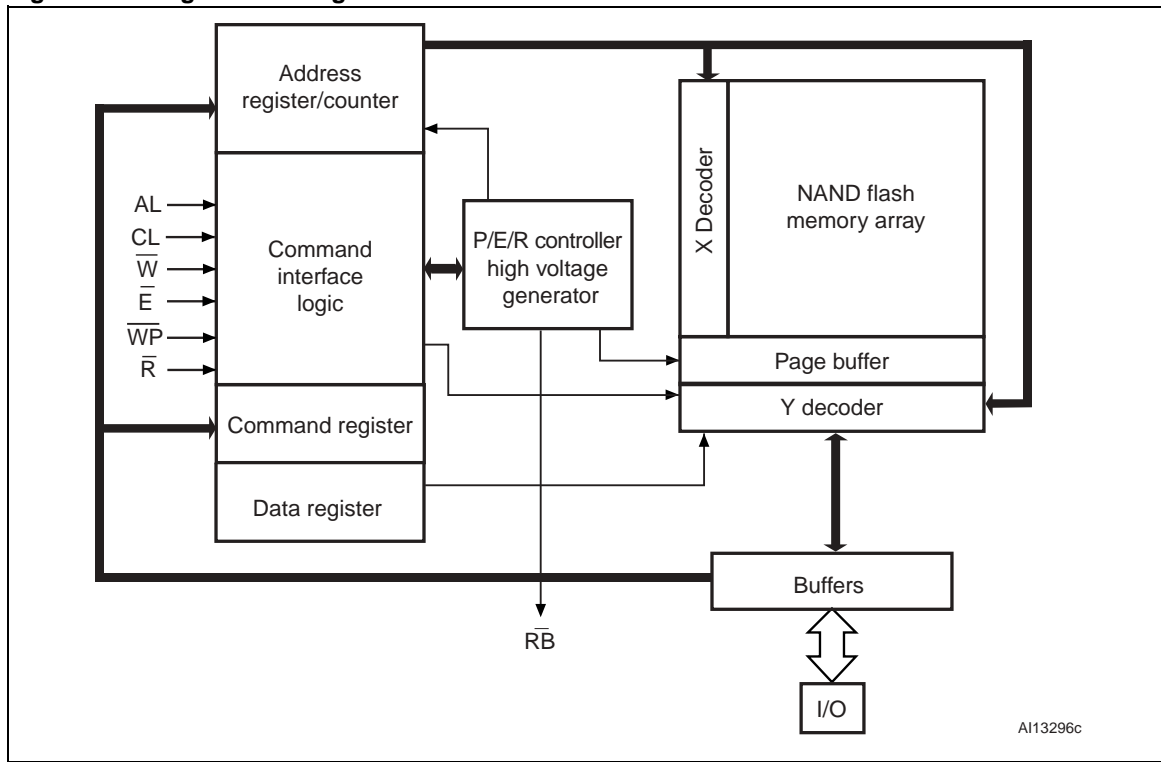 Address
register/counter
X Decoder
NAND flash
memory array
AL
CL
W̅
E̅
W̅P̅
R̅
Command
interface
logic
P/E/R controller
high voltage
generator
Page buffer
Y decoder
Command register
Data register
Buffers
RB̅
I/O
AI13296c